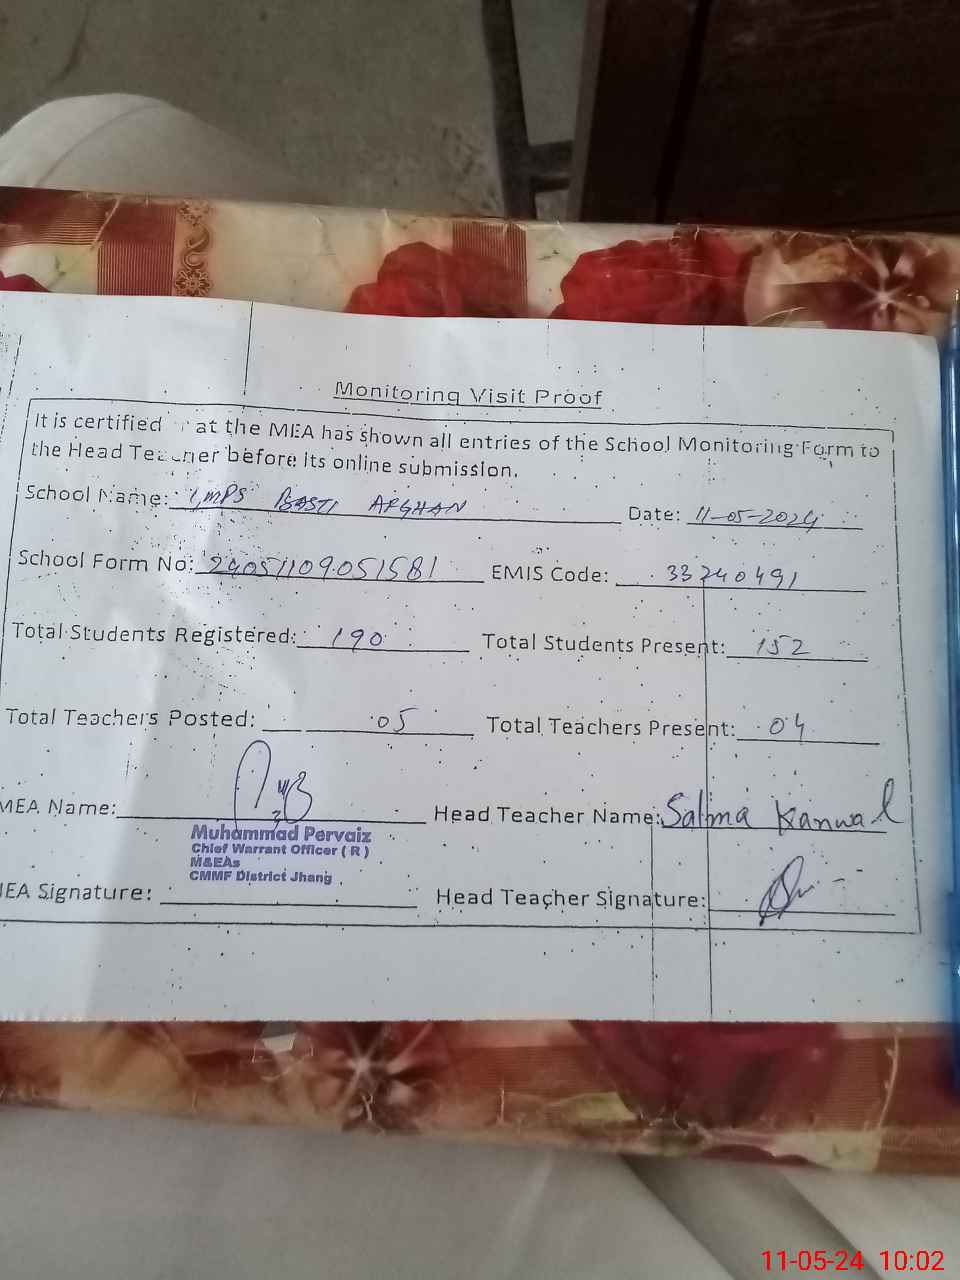 Monitoring Visit Proof
It is certified at the MEA has shown all entries of the School Monitoring Form to
the Head Teacher before its online submission.
School Name: GMPS BASTI AFGHAN Date: 11-05-2024
School Form No: 24051109051581 EMIS Code: 33240491
Total Students Registered: 190 Total Students Present: 152
Total Teachers Posted: 05 Total Teachers Present: 04
MEA Name: Head Teacher Name: Salma Kanwal
Muhammad Pervaiz
Chief Warrant Officer ( R )
M&EAs
CMMF District Jhang
MEA Signature: Head Teacher Signature:
11-05-24 10:02